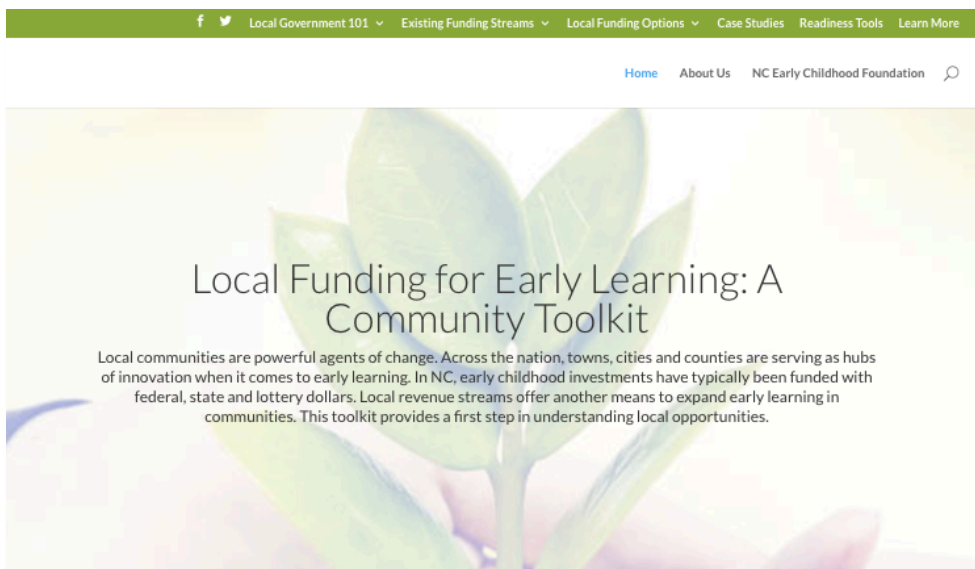 Local Government 101 Existing Funding Streams Local Funding Options Case Studies Readiness Tools Learn More
Home About Us NC Early Childhood Foundation
Local Funding for Early Learning: A
Community Toolkit
Local communities are powerful agents of change. Across the nation, towns, cities and counties are serving as hubs
of innovation when it comes to early learning. In NC, early childhood investments have typically been funded with
federal, state and lottery dollars. Local revenue streams offer another means to expand early learning in
communities. This toolkit provides a first step in understanding local opportunities.